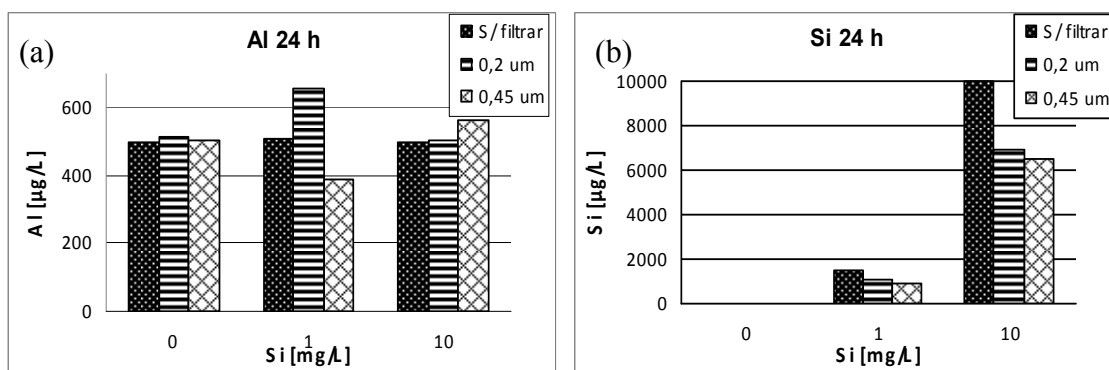 (a)
Al 24 h
S / filtrar
0,2 um
0,45 um
Al [µg/L]
600
400
200
0
0 1 10
Si [mg/L]
(b)
Si 24 h
S / filtrar
0,2 um
0,45 um
Si [µg/L]
10000
8000
6000
4000
2000
0
0 1 10
Si [mg/L]